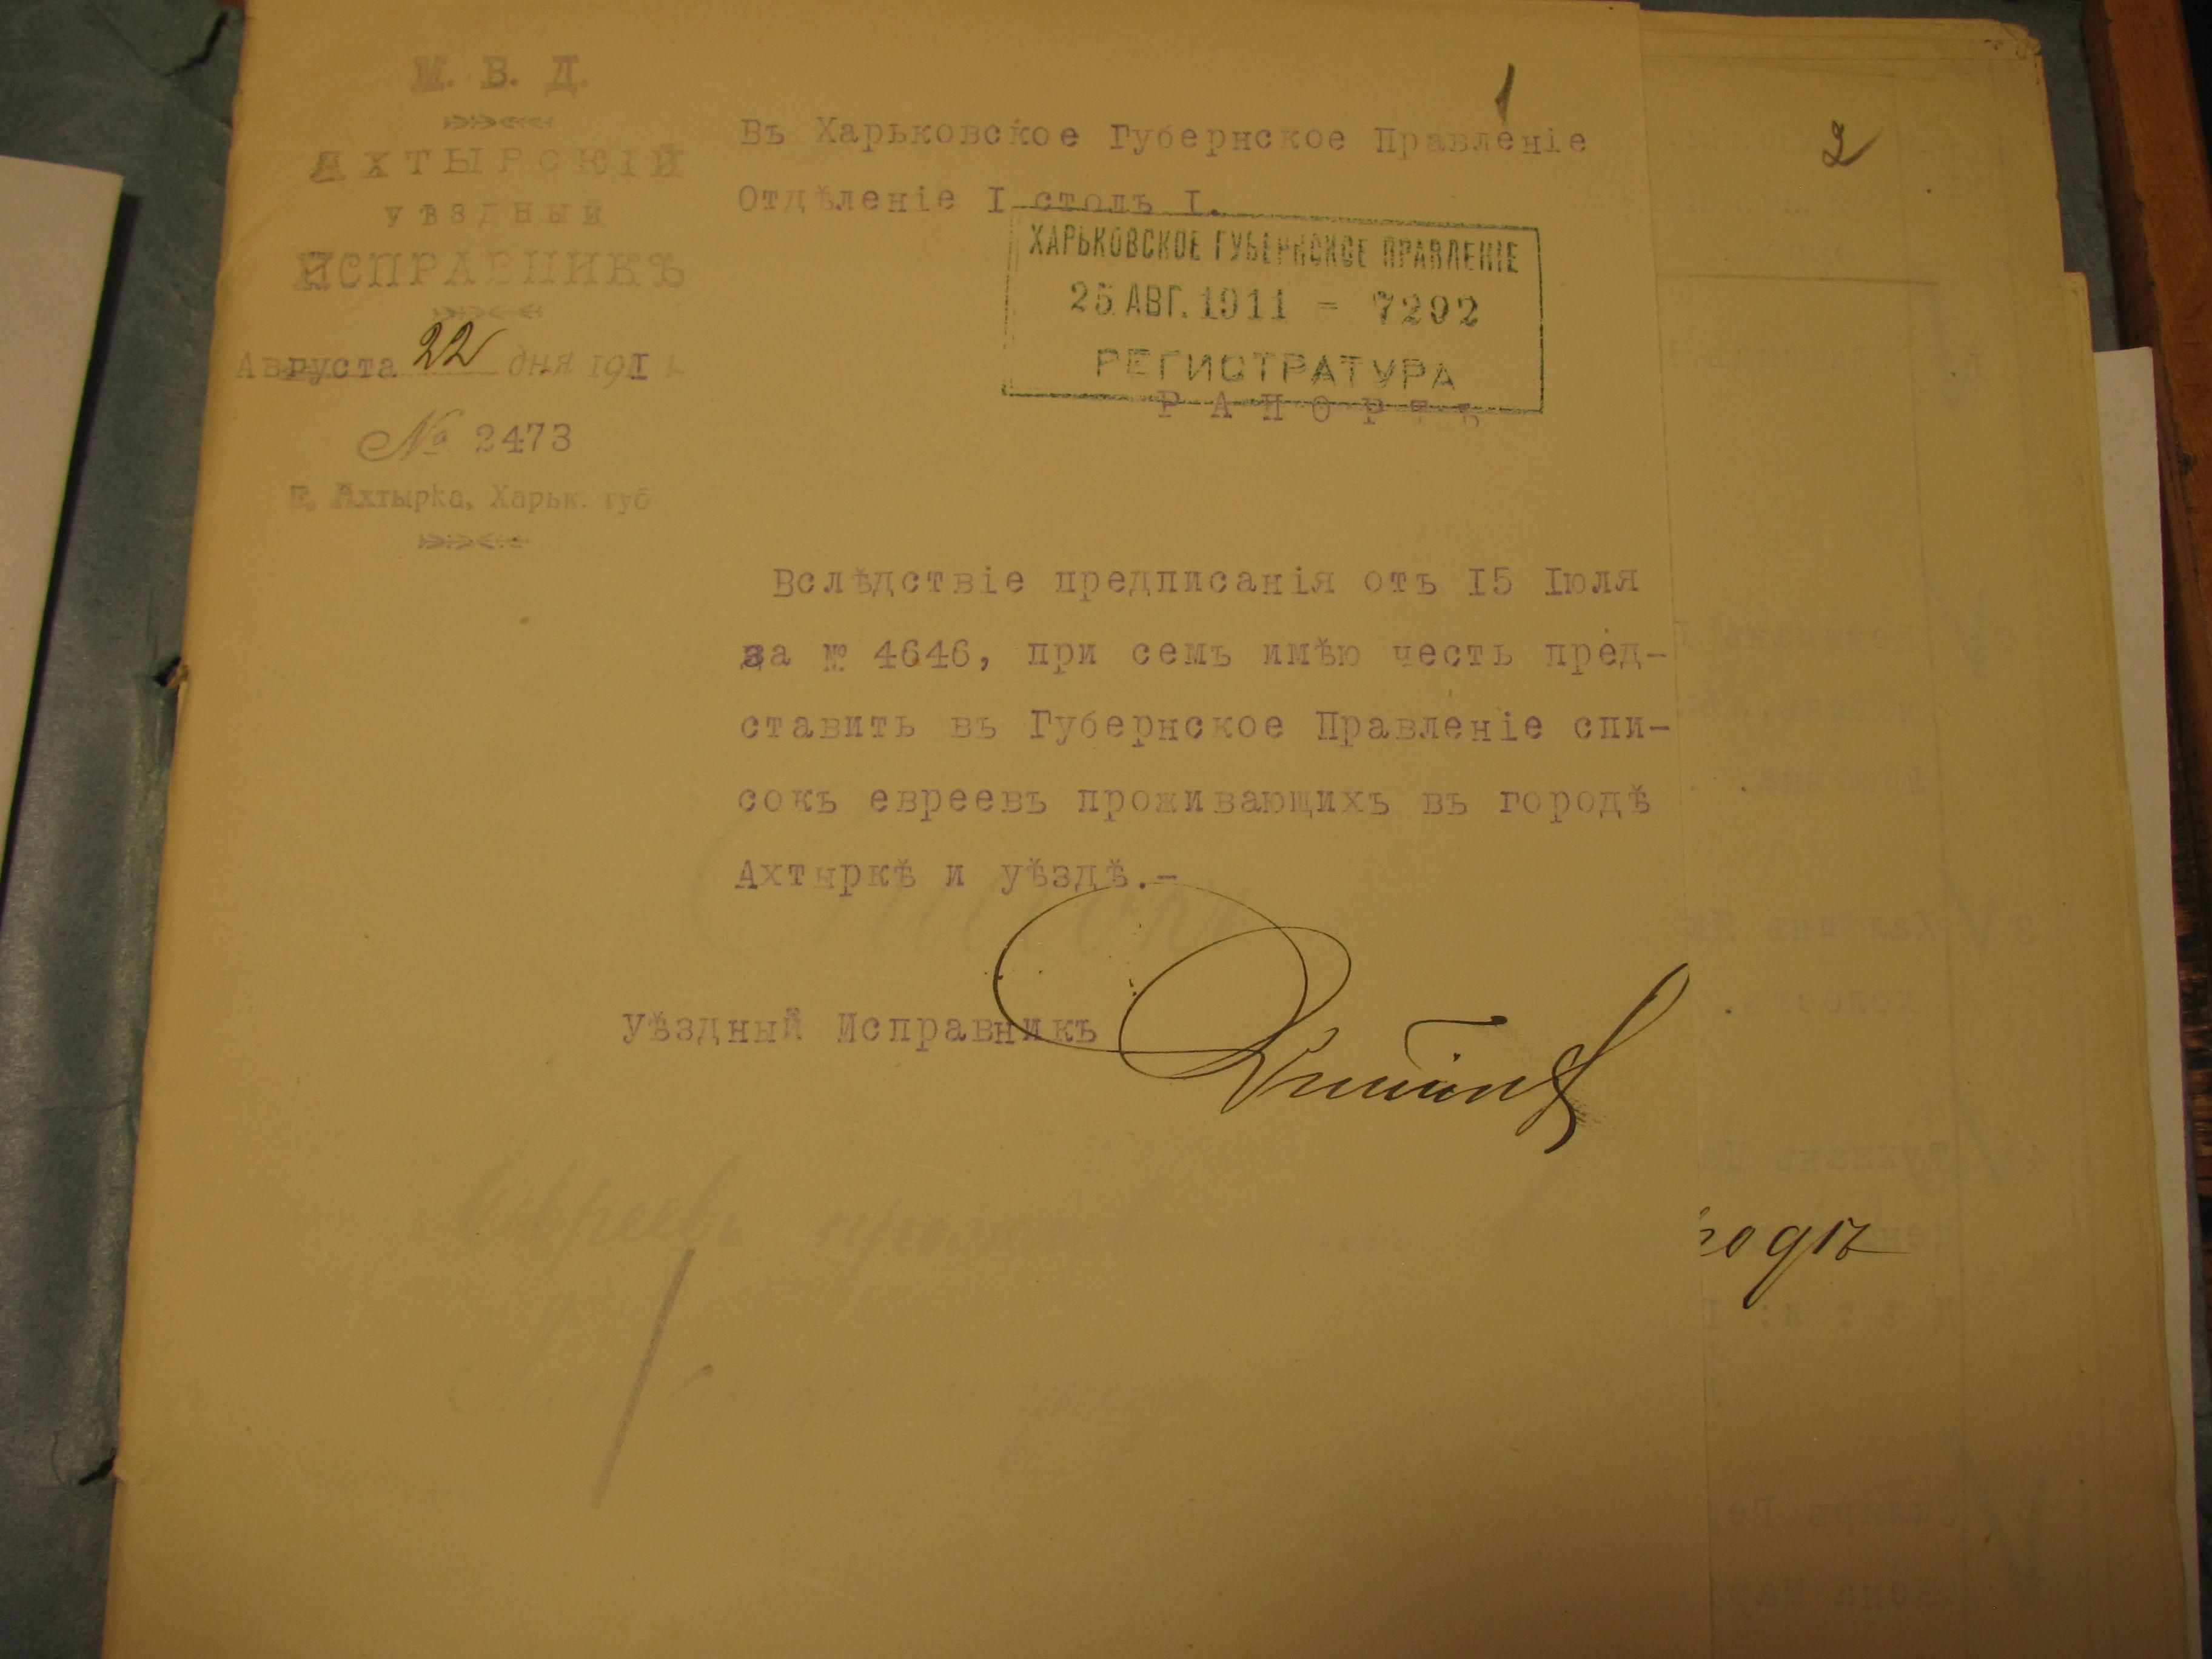 М. В. Д.
АХТЫРСКІЙ
УѢЗДНЫЙ
ИСПРАВНИКЪ
Августа 22 дня 1911 г.
№ 2473
г. Ахтырка, Харьк. губ
1
Въ Харьковское Губернское Правленіе
Отдѣленіе I столъ I.
ХАРЬКОВСКОЕ ГУБЕРНСКОЕ ПРАВЛЕНІЕ
25 АВГ. 1911 - 7292
РЕГИСТРАТУРА
РАПОРТЪ
Вслѣдствіе предписанія отъ I5 Іюля
за № 4646, при семъ имѣю честь пред-
ставить въ Губернское Правленіе спи-
сокъ евреевъ проживающихъ въ городѣ
Ахтыркѣ и уѣздѣ.-
Уѣздный Исправникъ
2
родѣ